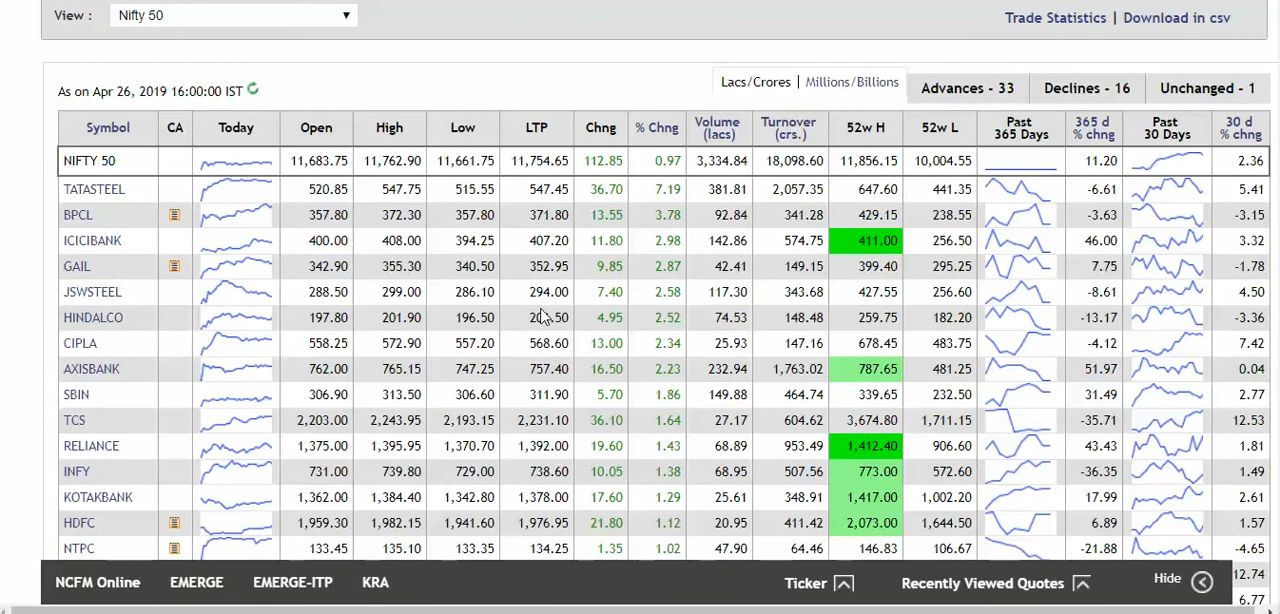 View : Nifty 50
Trade Statistics | Download in csv
As on Apr 26, 2019 16:00:00 IST
Lacs/Crores | Millions/Billions
Advances - 33 Declines - 16 Unchanged - 1
Symbol CA Today Open High Low LTP Chng % Chng Volume (lacs) Turnover (crs.) 52w H 52w L Past 365 Days 365 d % chng Past 30 Days 30 d % chng
NIFTY 50 11,683.75 11,762.90 11,661.75 11,754.65 112.85 0.97 3,334.84 18,098.60 11,856.15 10,004.55 11.20 2.36
TATASTEEL 520.85 547.75 515.55 547.45 36.70 7.19 381.81 2,057.35 647.60 441.35 -6.61 5.41
BPCL 357.80 372.30 357.80 371.80 13.55 3.78 92.84 341.28 429.15 238.55 -3.63 -3.15
ICICIBANK 400.00 408.00 394.25 407.20 11.80 2.98 142.86 574.75 411.00 256.50 46.00 3.32
GAIL 342.90 355.30 340.50 352.95 9.85 2.87 42.41 149.15 399.40 295.25 7.75 -1.78
JSWSTEEL 288.50 299.00 286.10 294.00 7.40 2.58 117.30 343.68 427.55 256.60 -8.61 4.50
HINDALCO 197.80 201.90 196.50 4.95 2.52 74.53 148.48 259.75 182.20 -13.17 -3.36
CIPLA 558.25 572.90 557.20 568.60 13.00 2.34 25.93 147.16 678.45 483.75 -4.12 7.42
AXISBANK 762.00 765.15 747.25 757.40 16.50 2.23 232.94 1,763.02 787.65 481.25 51.97 0.04
SBIN 306.90 313.50 306.60 311.90 5.70 1.86 149.88 464.74 339.65 232.50 31.49 2.77
TCS 2,203.00 2,243.95 2,193.15 2,231.10 36.10 1.64 27.17 604.62 3,674.80 1,711.15 -35.71 12.53
RELIANCE 1,375.00 1,395.95 1,370.70 1,392.00 19.60 1.43 68.89 953.49 1,412.40 906.60 43.43 1.81
INFY 731.00 739.80 727.00 738.60 10.05 1.38 68.95 507.56 773.00 572.60 -36.35 1.49
KOTAKBANK 1,362.00 1,384.40 1,342.80 1,378.00 17.60 1.29 25.61 348.91 1,417.00 1,002.20 17.99 2.61
HDFC 1,959.30 1,982.15 1,941.60 1,976.95 21.80 1.12 20.95 411.42 2,073.00 1,644.50 6.89 1.57
NTPC 133.45 135.10 133.35 134.25 1.35 1.02 47.90 64.46 146.83 106.67 -21.88 -4.65
12.74
6.77
NCFM Online EMERGE EMERGE-ITP KRA Ticker Recently Viewed Quotes Hide